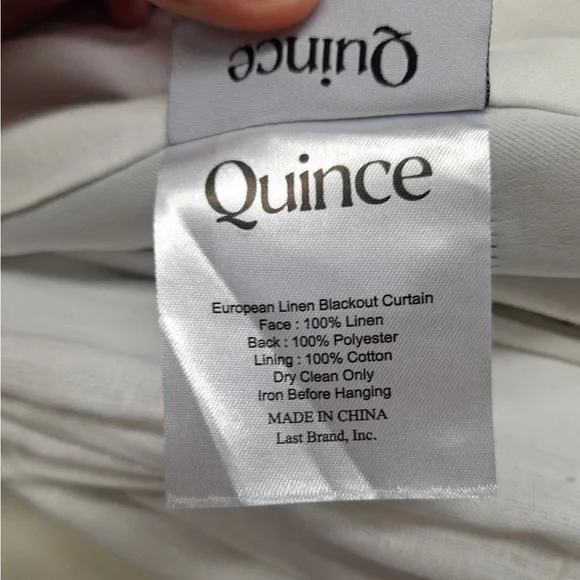 Quince
Quince
European Linen Blackout Curtain
Face : 100% Linen
Back : 100% Polyester
Lining : 100% Cotton
Dry Clean Only
Iron Before Hanging
MADE IN CHINA
Last Brand, Inc.